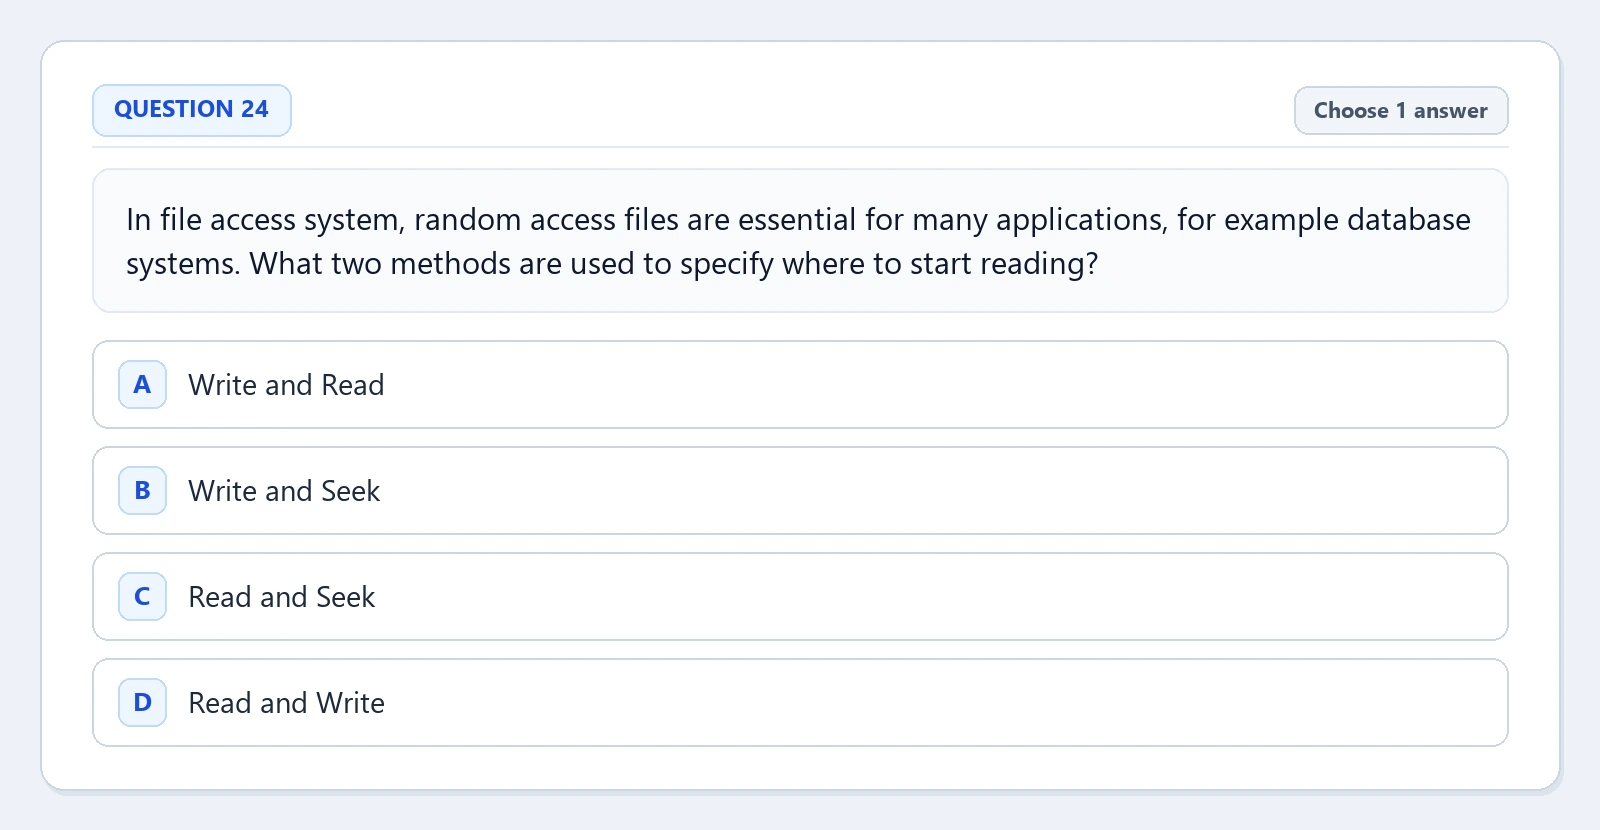 QUESTION 24
Choose 1 answer
In file access system, random access files are essential for many applications, for example database
systems. What two methods are used to specify where to start reading?
A Write and Read
B Write and Seek
C Read and Seek
D Read and Write